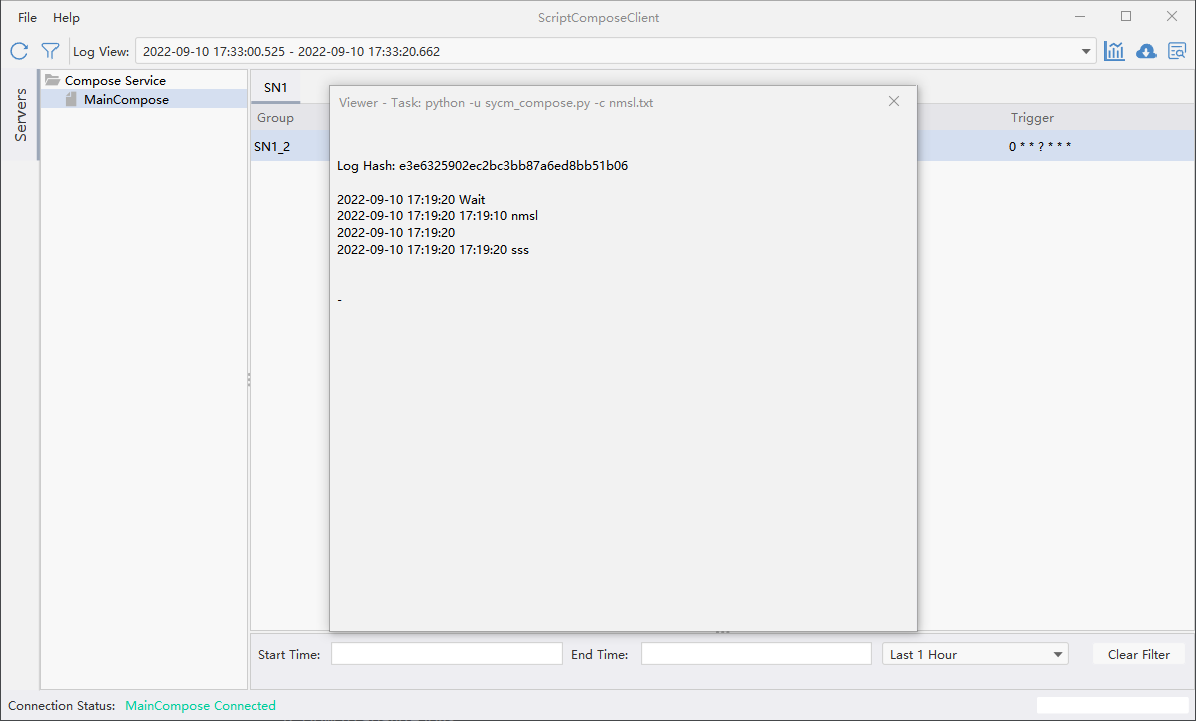 File Help ScriptComposeClient
Log View: 2022-09-10 17:33:00.525 - 2022-09-10 17:33:20.662
Servers
Compose Service
MainCompose
SN1
Viewer - Task: python -u sycm_compose.py -c nmsl.txt
Group Trigger
SN1_2 0 * * ? * * *
Log Hash: e3e6325902ec2bc3bb87a6ed8bb51b06
2022-09-10 17:19:20 Wait
2022-09-10 17:19:20 17:19:10 nmsl
2022-09-10 17:19:20
2022-09-10 17:19:20 17:19:20 sss
-
Start Time: End Time: Last 1 Hour Clear Filter
Connection Status: MainCompose Connected